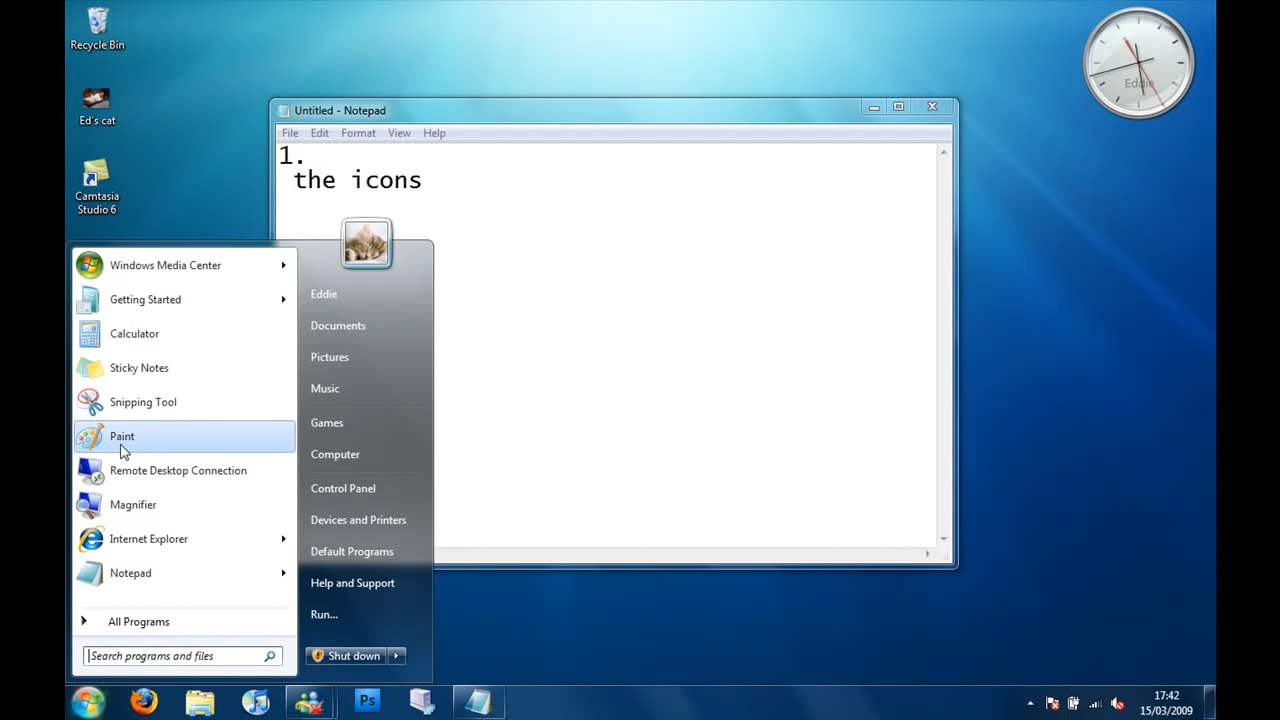 Recycle Bin
Ed's cat
Camtasia
Studio 6
Eddie
Untitled - Notepad
File Edit Format View Help
1.
the icons
Windows Media Center
Getting Started
Calculator
Sticky Notes
Snipping Tool
Paint
Remote Desktop Connection
Magnifier
Internet Explorer
Notepad
All Programs
Search programs and files
Eddie
Documents
Pictures
Music
Games
Computer
Control Panel
Devices and Printers
Default Programs
Help and Support
Run...
Shut down
Ps
17:42
15/03/2009